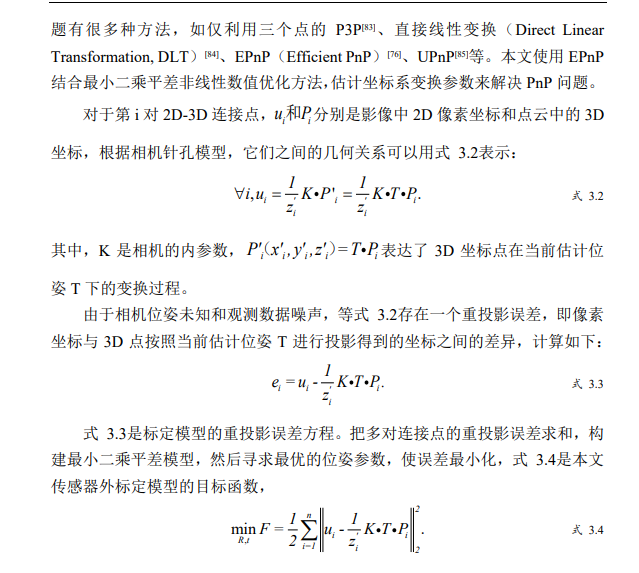 题有很多种方法，如仅利用三个点的 P3P[83]、直接线性变换（Direct Linear
Transformation, DLT）[84]、EPnP（Efficient PnP）[76]、UPnP[85]等。本文使用 EPnP
结合最小二乘平差非线性数值优化方法，估计坐标系变换参数来解决 PnP 问题。
对于第 i 对 2D-3D 连接点，u_i和P_i分别是影像中 2D 像素坐标和点云中的 3D
坐标，根据相机针孔模型，它们之间的几何关系可以用式 3.2表示：
∀i,u_i = \frac{1}{z'_i} K•P'_i = \frac{1}{z'_i} K•T•P_i. 式 3.2
其中，K 是相机的内参数，P'_i(x'_i,y'_i,z'_i)=T•P_i表达了 3D 坐标点在当前估计位
姿 T 下的变换过程。
由于相机位姿未知和观测数据噪声，等式 3.2存在一个重投影误差，即像素
坐标与 3D 点按照当前估计位姿 T 进行投影得到的坐标之间的差异，计算如下：
e_i = u_i - \frac{1}{z'_i} K•T•P_i. 式 3.3
式 3.3是标定模型的重投影误差方程。把多对连接点的重投影误差求和，构
建最小二乘平差模型，然后寻求最优的位姿参数，使误差最小化，式 3.4是本文
传感器外标定模型的目标函数，
\min_{R,t} F = \frac{1}{2} \sum_{i=1}^{n} \left\| u_i - \frac{1}{z'_i} K•T•P_i \right\|_2^2. 式 3.4